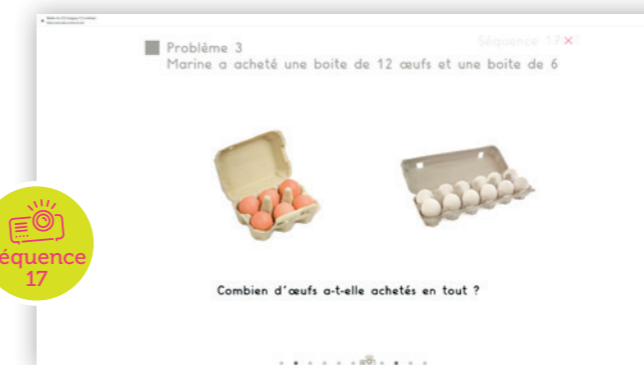 Séquence 17
Problème 3
Marine a acheté une boite de 12 œufs et une boite de 6
Combien d'œufs a-t-elle achetés en tout ?
équence
17